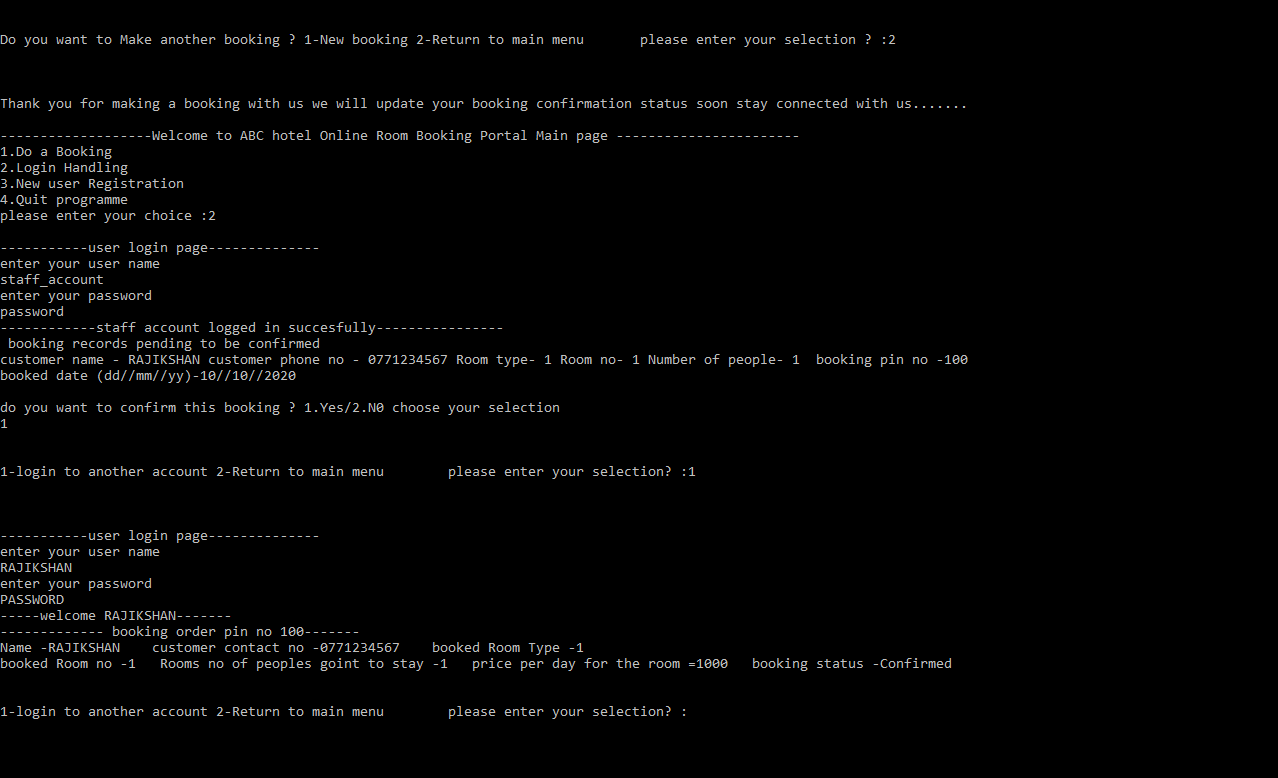 Do you want to Make another booking ? 1-New booking 2-Return to main menu       please enter your selection ? :2
Thank you for making a booking with us we will update your booking confirmation status soon stay connected with us.......
-------------------Welcome to ABC hotel Online Room Booking Portal Main page -----------------------
1.Do a Booking
2.Login Handling
3.New user Registration
4.Quit programme
please enter your choice :2
-----------user login page--------------
enter your user name
staff_account
enter your password
password
------------staff account logged in succesfully----------------
 booking records pending to be confirmed
customer name - RAJIKSHAN customer phone no - 0771234567 Room type- 1 Room no- 1 Number of people- 1  booking pin no -100
booked date (dd//mm//yy)-10//10//2020
do you want to confirm this booking ? 1.Yes/2.N0 choose your selection
1
1-login to another account 2-Return to main menu        please enter your selection? :1
-----------user login page--------------
enter your user name
RAJIKSHAN
enter your password
PASSWORD
-----welcome RAJIKSHAN-------
------------- booking order pin no 100-------
Name -RAJIKSHAN    customer contact no -0771234567    booked Room Type -1
booked Room no -1   Rooms no of peoples goint to stay -1   price per day for the room =1000   booking status -Confirmed
1-login to another account 2-Return to main menu        please enter your selection? :